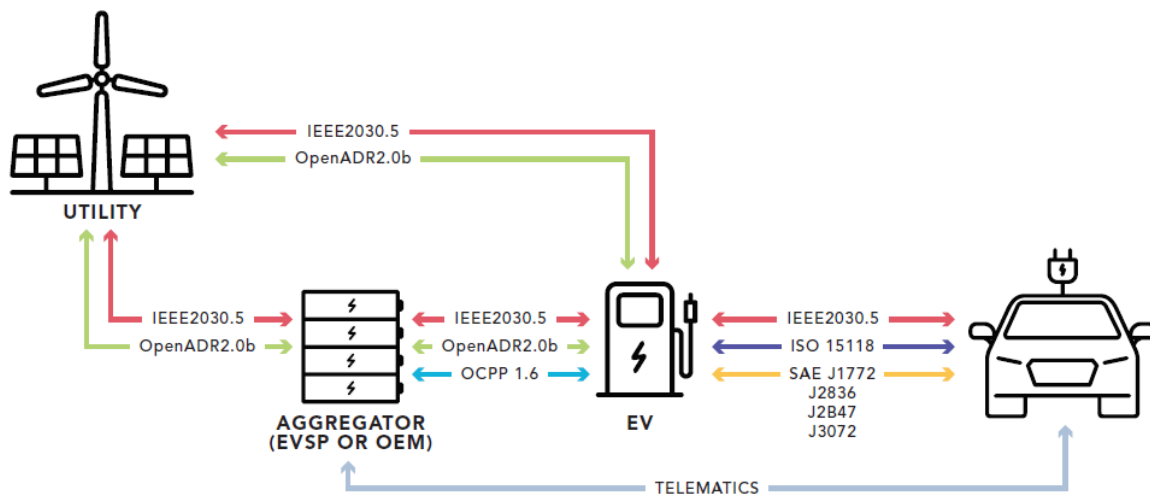 IEEE2030.5
OpenADR2.0b
UTILITY
IEEE2030.5
OpenADR2.0b
AGGREGATOR
(EVSP OR OEM)
IEEE2030.5
OpenADR2.0b
OCPP 1.6
EV
IEEE2030.5
ISO 15118
SAE J1772
J2836
J2B47
J3072
TELEMATICS